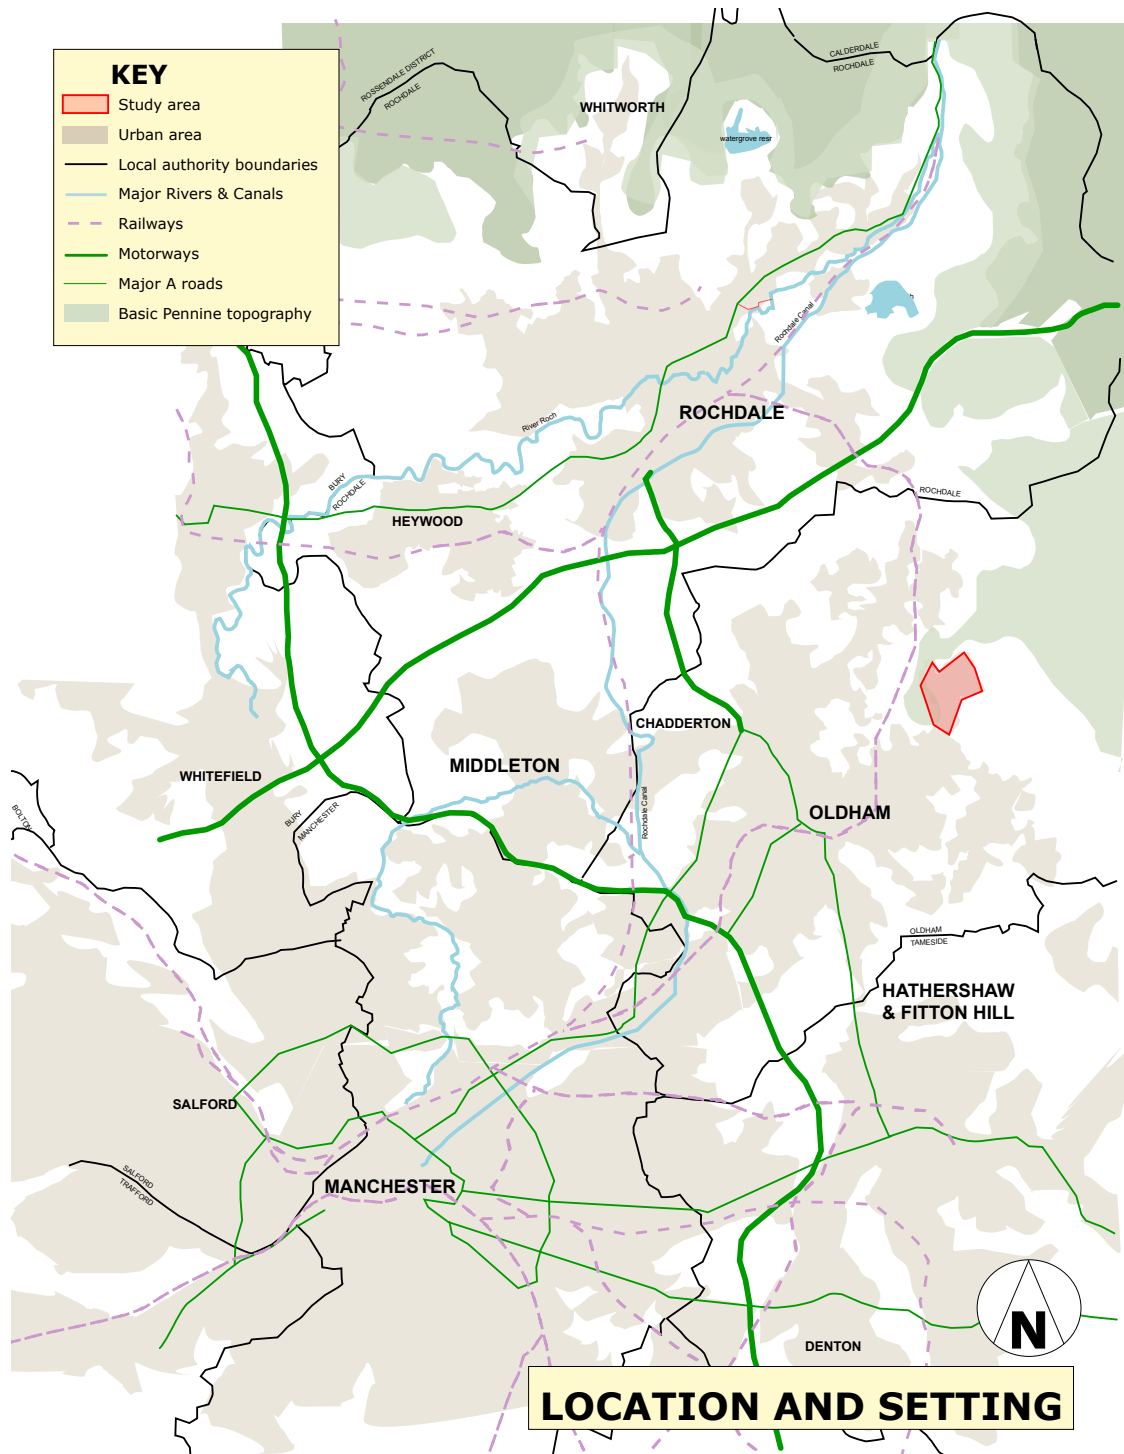 KEY
Study area
Urban area
Local authority boundaries
Major Rivers & Canals
Railways
Motorways
Major A roads
Basic Pennine topography
ROSSENDALE DISTRICT
ROCHDALE
CALDERDALE
ROCHDALE
WHITWORTH
watergrove resr
Rochdale Canal
ROCHDALE
River Roch
BURY
ROCHDALE
ROCHDALE
HEYWOOD
CHADDERTON
MIDDLETON
WHITEFIELD
Rochdale Canal
OLDHAM
BOLTON
BURY
MANCHESTER
OLDHAM
TAMESIDE
HATHERSHAW
& FITTON HILL
SALFORD
SALFORD
TRAFFORD
MANCHESTER
DENTON
N
LOCATION AND SETTING